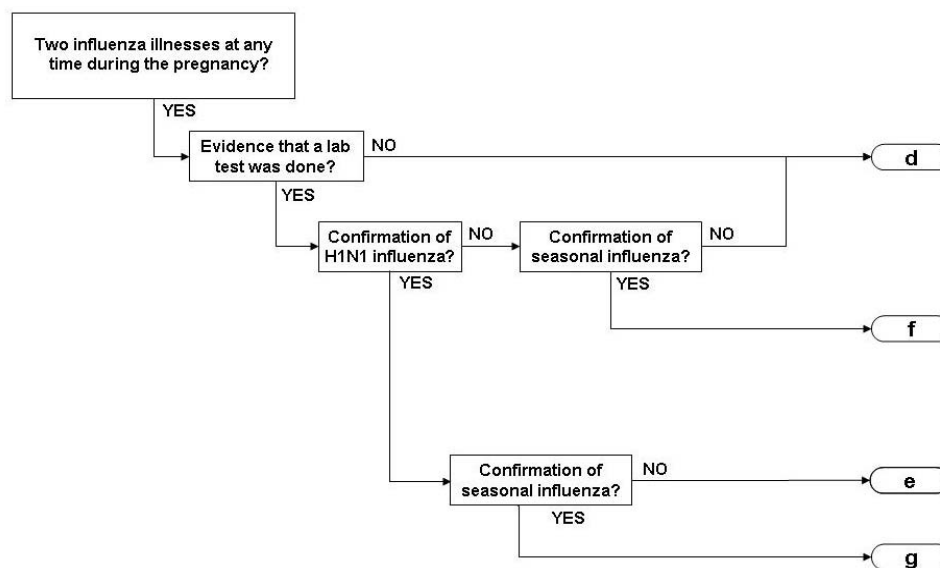 Two influenza illnesses at any
time during the pregnancy?
YES
Evidence that a lab
test was done?
NO
d
YES
Confirmation of
H1N1 influenza?
NO
Confirmation of
seasonal influenza?
NO
YES
YES
f
Confirmation of
seasonal influenza?
NO
e
YES
g